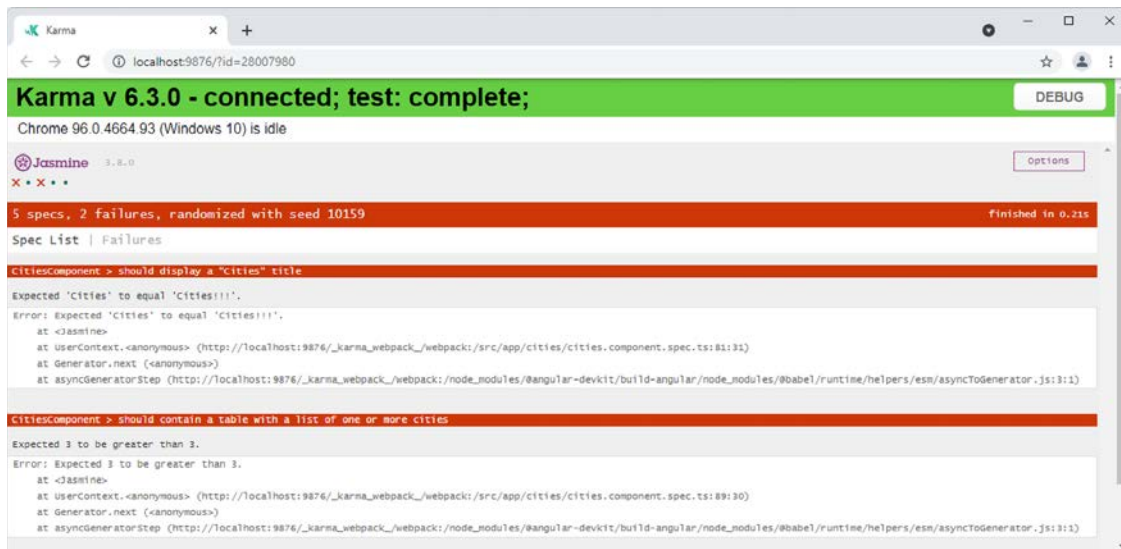 Karma
localhost:9876/?id=28007980
Karma v 6.3.0 - connected; test: complete;
DEBUG
Chrome 96.0.4664.93 (Windows 10) is idle
Jasmine 3.8.0
Options
5 specs, 2 failures, randomized with seed 10159
finished in 0.21s
Spec List | Failures
CitiesComponent > should display a "Cities" title
Expected 'Cities' to equal 'Cities!!!'.
Error: Expected 'Cities' to equal 'Cities!!!'.
at <Jasmine>
at UserContext.<anonymous> (http://localhost:9876/_karma_webpack_/webpack:/src/app/cities/cities.component.spec.ts:81:31)
at Generator.next (<anonymous>)
at asyncGeneratorStep (http://localhost:9876/_karma_webpack_/webpack:/node_modules/@angular-devkit/build-angular/node_modules/@babel/runtime/helpers/esm/asyncToGenerator.js:3:1)
CitiesComponent > should contain a table with a list of one or more cities
Expected 3 to be greater than 3.
Error: Expected 3 to be greater than 3.
at <Jasmine>
at UserContext.<anonymous> (http://localhost:9876/_karma_webpack_/webpack:/src/app/cities/cities.component.spec.ts:89:30)
at Generator.next (<anonymous>)
at asyncGeneratorStep (http://localhost:9876/_karma_webpack_/webpack:/node_modules/@angular-devkit/build-angular/node_modules/@babel/runtime/helpers/esm/asyncToGenerator.js:3:1)